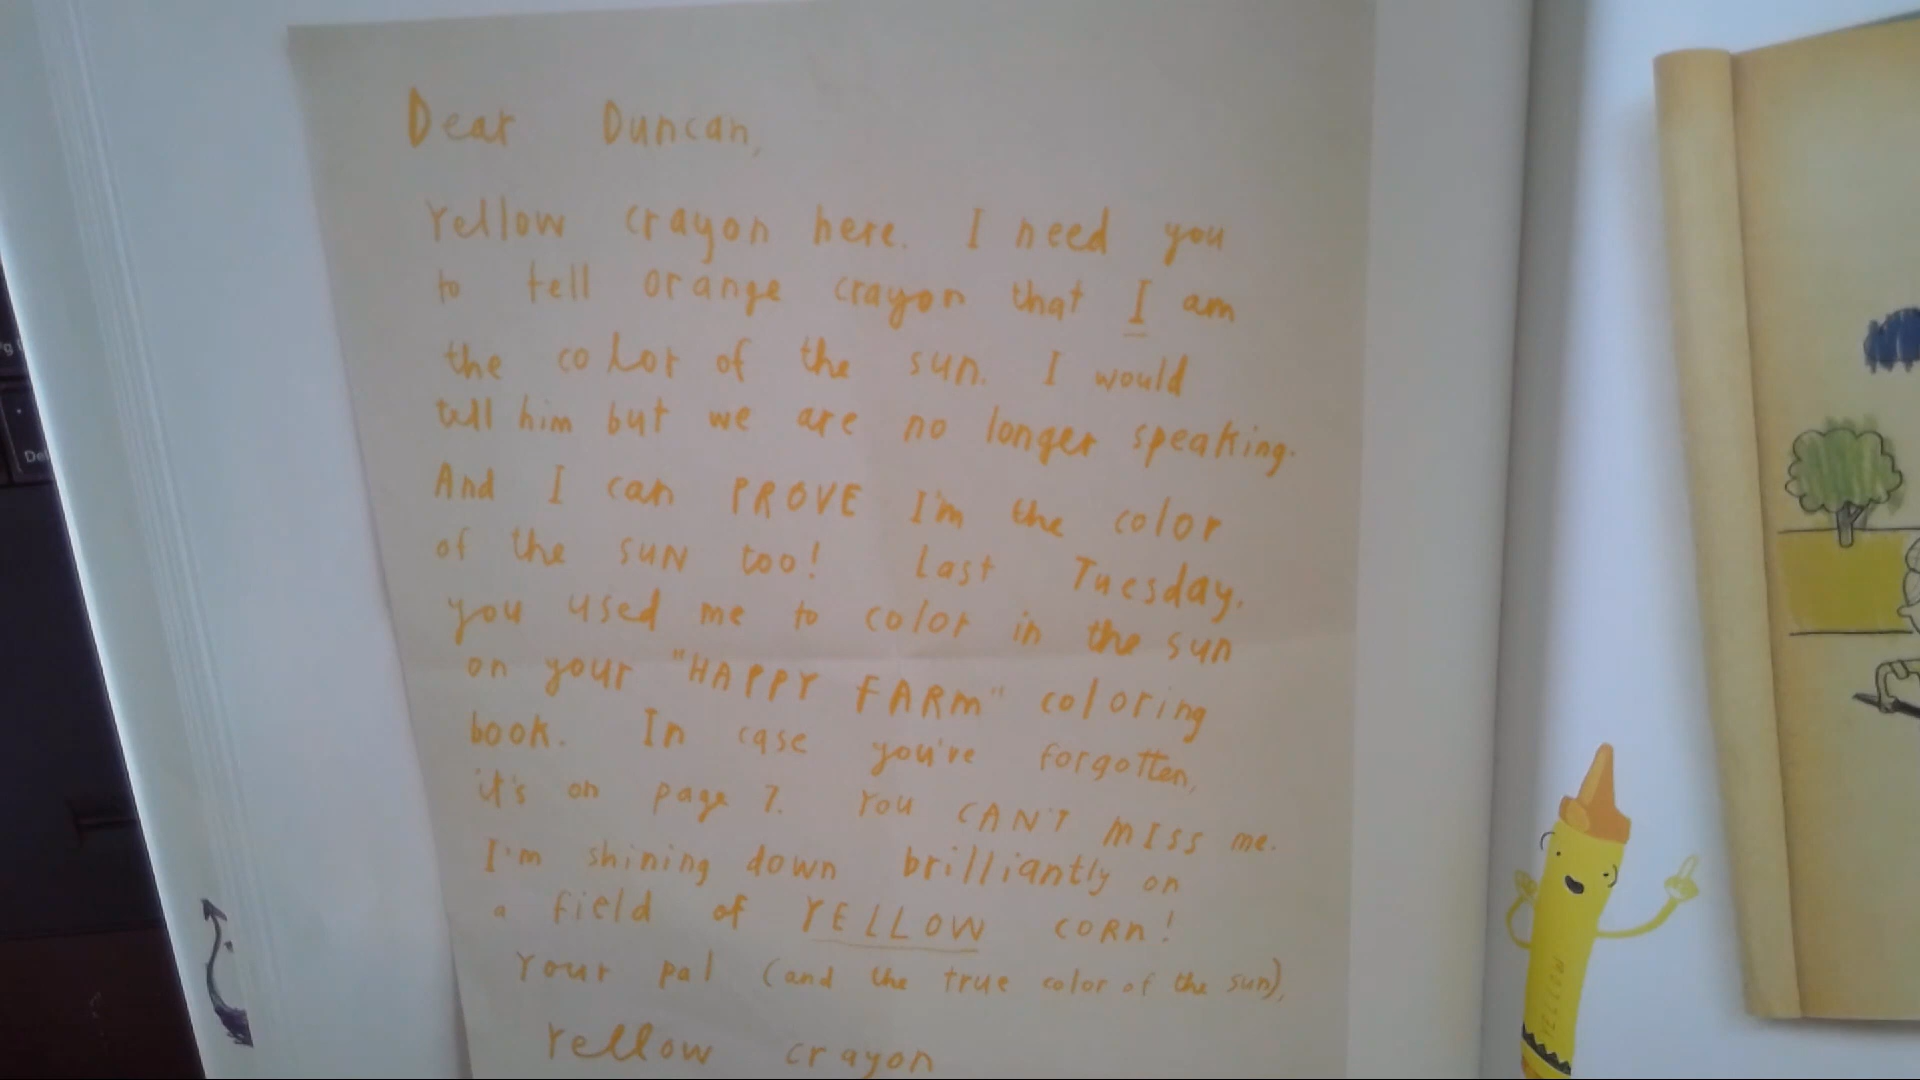 Dear Duncan,
Yellow crayon here. I need you
to tell orange crayon that I am
the color of the sun. I would
tell him but we are no longer speaking.
And I can PROVE I'm the color
of the sun too! Last Tuesday,
you used me to color in the sun
on your "HAPPY FARM" coloring
book. In case you've forgotten,
it's on page 7. You CAN'T MISS me.
I'm shining down brilliantly on
a field of YELLOW CORN!
Your pal (and the true color of the sun),
Yellow crayon
YELLOW
Del